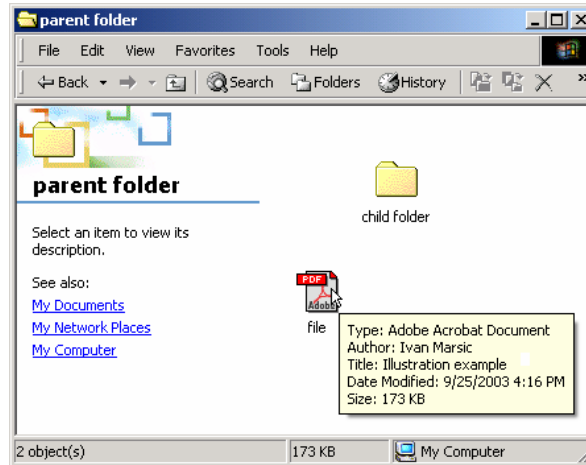 parent folder
File Edit View Favorites Tools Help
Back Search Folders History »
parent folder
Select an item to view its
description.
See also:
My Documents
My Network Places
My Computer
child folder
PDF
Adobe
file
Type: Adobe Acrobat Document
Author: Ivan Marsic
Title: Illustration example
Date Modified: 9/25/2003 4:16 PM
Size: 173 KB
2 object(s) 173 KB My Computer